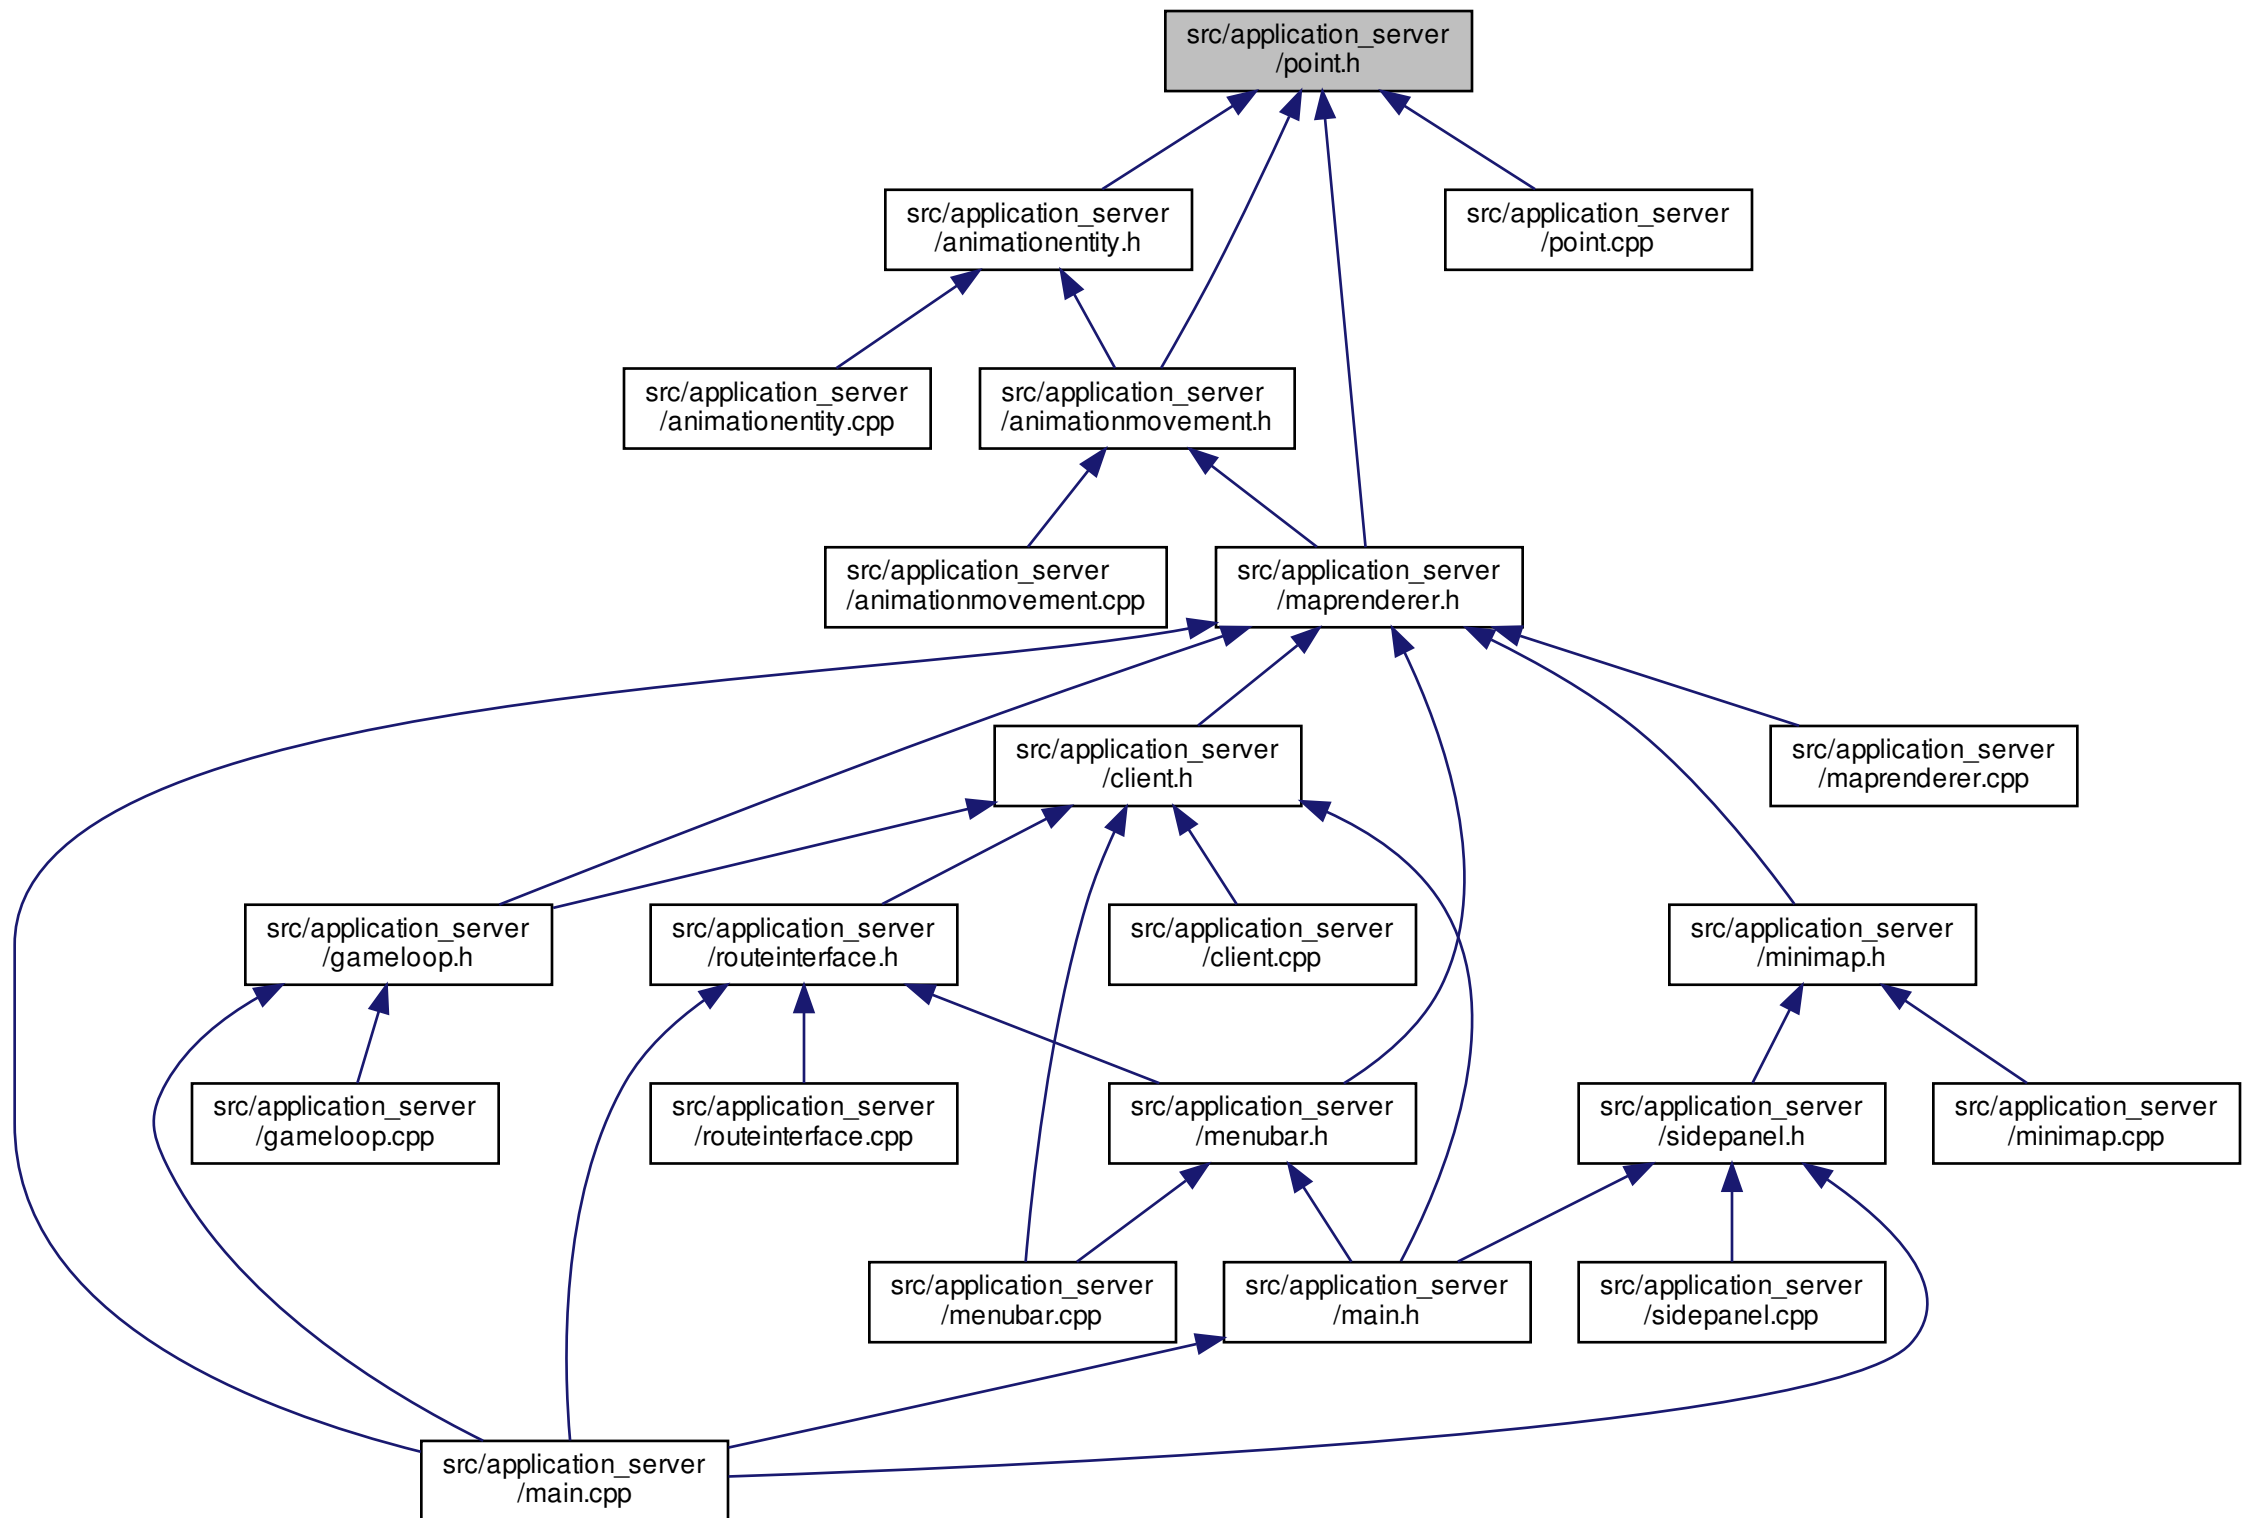 src/application_server
/point.h
src/application_server
/animationentity.h
src/application_server
/point.cpp
src/application_server
/animationentity.cpp
src/application_server
/animationmovement.h
src/application_server
/animationmovement.cpp
src/application_server
/maprenderer.h
src/application_server
/client.h
src/application_server
/maprenderer.cpp
src/application_server
/gameloop.h
src/application_server
/routeinterface.h
src/application_server
/client.cpp
src/application_server
/minimap.h
src/application_server
/gameloop.cpp
src/application_server
/routeinterface.cpp
src/application_server
/menubar.h
src/application_server
/sidepanel.h
src/application_server
/minimap.cpp
src/application_server
/menubar.cpp
src/application_server
/main.h
src/application_server
/sidepanel.cpp
src/application_server
/main.cpp